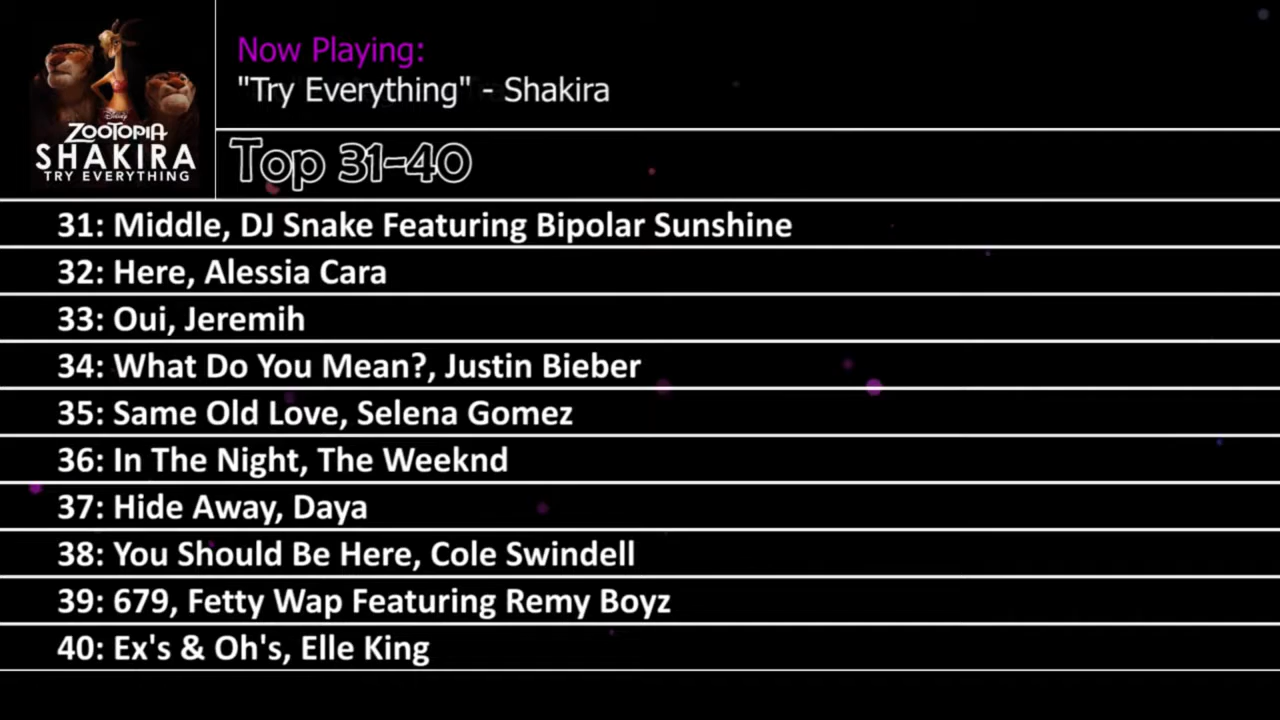 Now Playing:
"Try Everything" - Shakira
Disney
ZOOTOPIA
SHAKIRA
TRY EVERYTHING
Top 31-40
31: Middle, DJ Snake Featuring Bipolar Sunshine
32: Here, Alessia Cara
33: Oui, Jeremih
34: What Do You Mean?, Justin Bieber
35: Same Old Love, Selena Gomez
36: In The Night, The Weeknd
37: Hide Away, Daya
38: You Should Be Here, Cole Swindell
39: 679, Fetty Wap Featuring Remy Boyz
40: Ex's & Oh's, Elle King